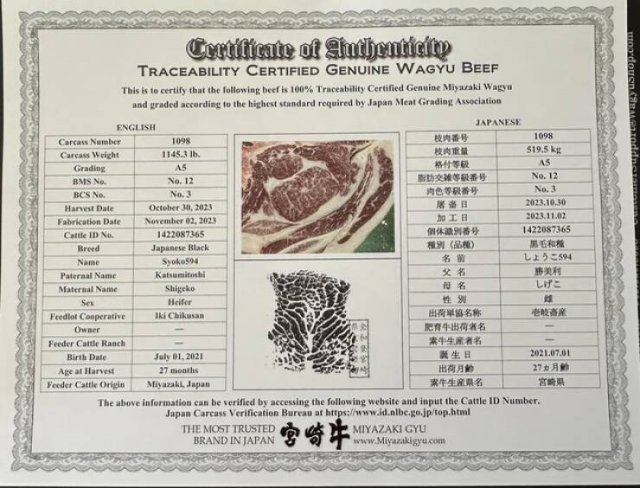 Certificate of Authenticity
TRACEABILITY CERTIFIED GENUINE WAGYU BEEF
This is to certify that the following beef is 100% Traceability Certified Genuine Miyazaki Wagyu
and graded according to the highest standard required by Japan Meat Grading Association
ENGLISH
Carcass Number 1098
Carcass Weight 1145.3 lb.
Grading A5
BMS No. No. 12
BCS No. No. 3
Harvest Date October 30, 2023
Fabrication Date November 02, 2023
Cattle ID No. 1422087365
Breed Japanese Black
Name Syoko594
Paternal Name Katsumitoshi
Maternal Name Shigeko
Sex Heifer
Feedlot Cooperative Iki Chikusan
Owner —
Feeder Cattle Ranch —
Birth Date July 01, 2021
Age at Harvest 27 months
Feeder Cattle Origin Miyazaki, Japan
JAPANESE
枝肉番号 1098
枝肉重量 519.5 kg
格付等級 A5
脂肪交雑等級番号 No. 12
肉色等級番号 No. 3
屠畜日 2023.10.30
加工日 2023.11.02
個体識別番号 1422087365
種別(品種) 黒毛和種
名前 しょうこ594
父名 勝美利
母名 しげこ
性別 雌
出荷単協名称 壱岐畜産
肥育牛出荷者名 —
素牛生産者名 —
誕生日 2021.07.01
出荷月齢 27ヵ月齢
素牛生産県名 宮崎県
The above information can be verified by accessing the following website and input the Cattle ID Number.
Japan Carcass Verification Bureau at https://www.id.nlbc.go.jp/top.html
THE MOST TRUSTED
BRAND IN JAPAN
宮崎牛
MIYAZAKI GYU
www.Miyazakigyu.com